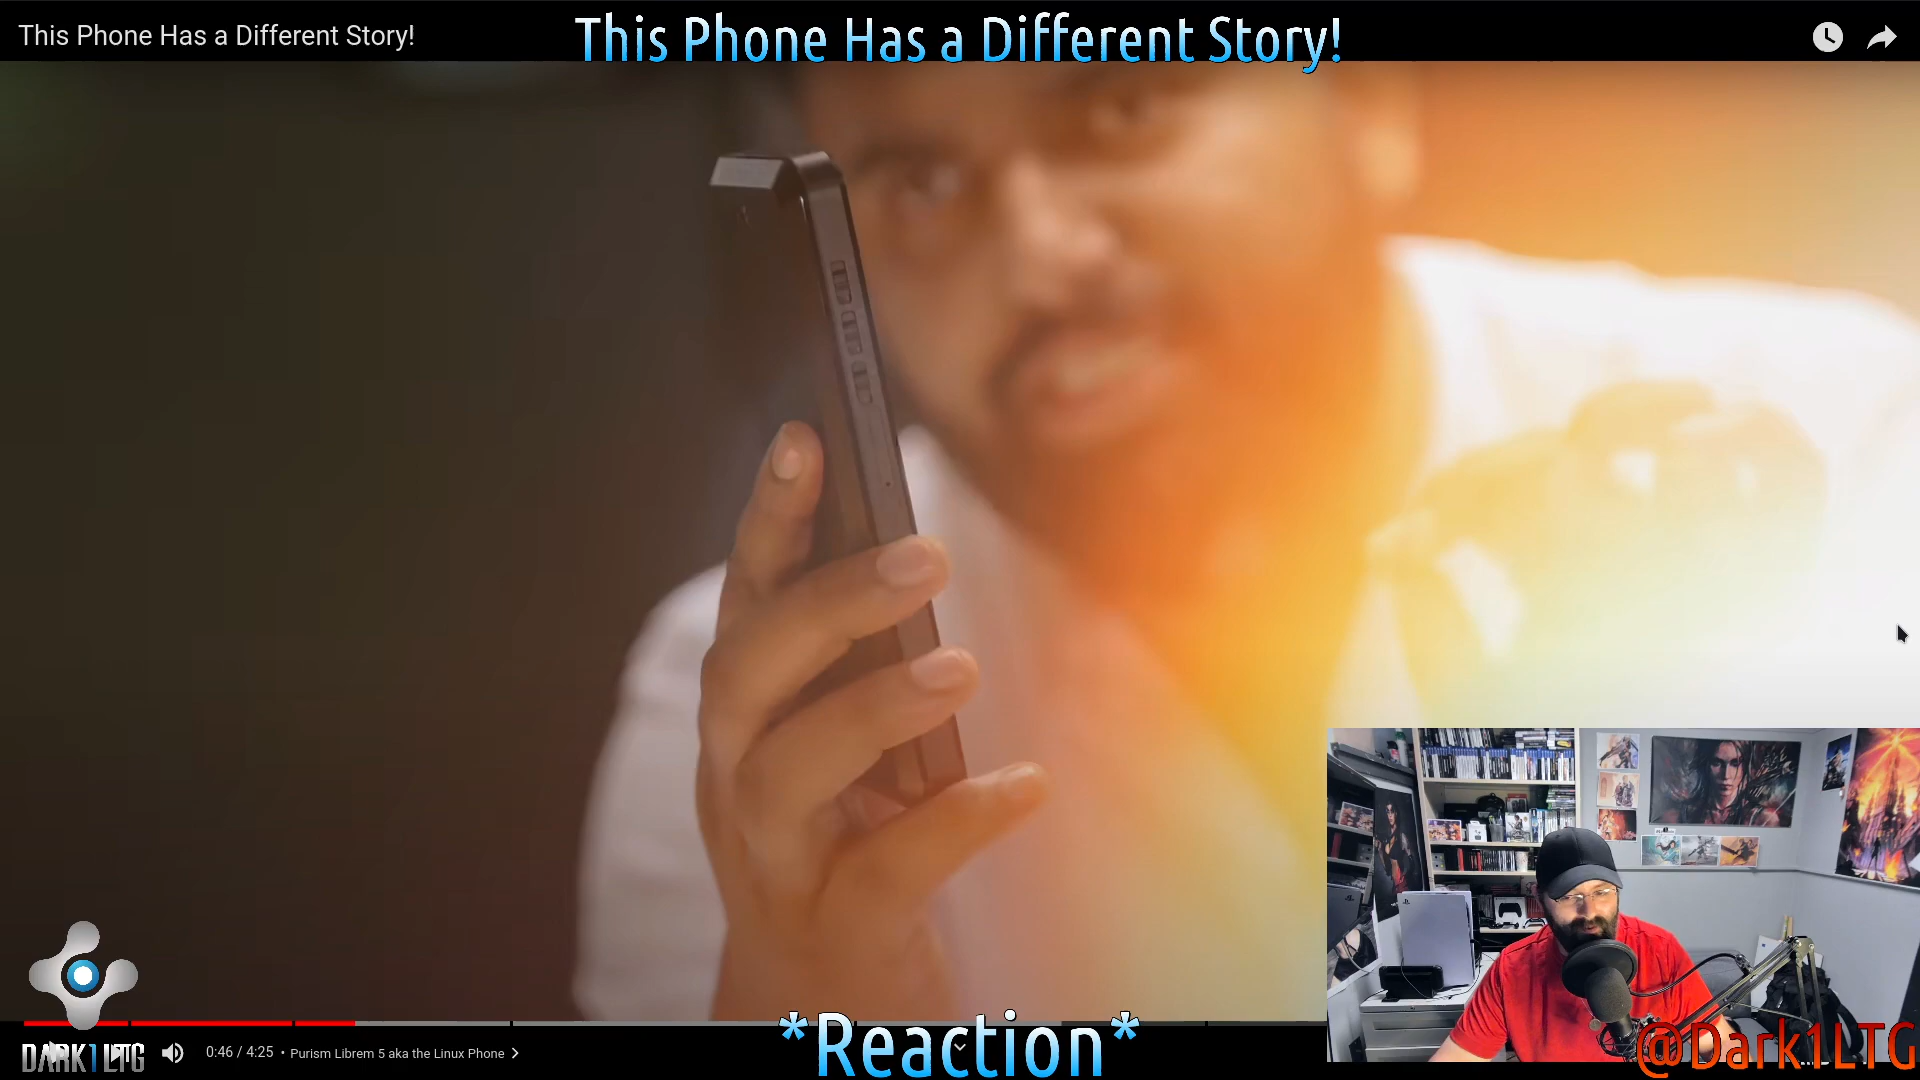 This Phone Has a Different Story!
This Phone Has a Different Story!
DARK1LTG
0:46 / 4:25 • Purism Librem 5 aka the Linux Phone
*Reaction*
@Dark1LTG